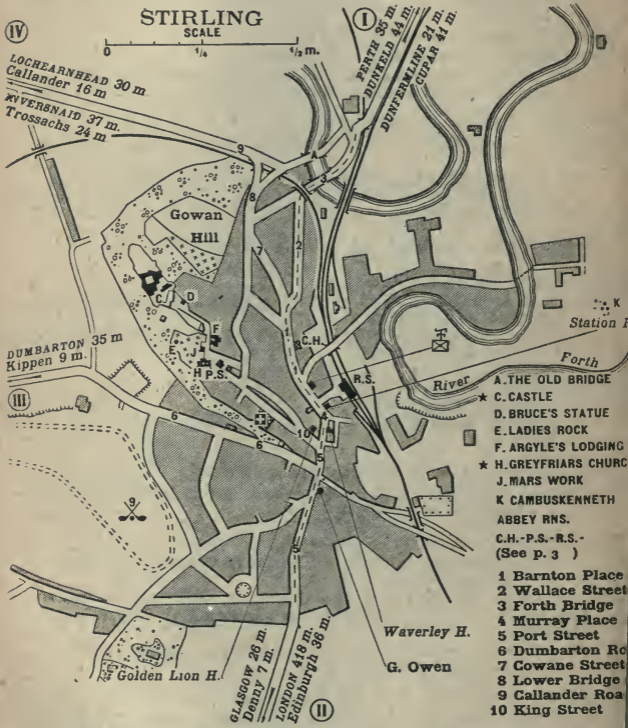 STIRLING
SCALE
0 1/4 1/2 m.
IV
I
LOCHEARNHEAD 30 m
Callander 16 m
37 m.
Trossachs 24 m
PERTH 35 m.
DUNKELD 44 m.
DUNFERMLINE 21 m.
CUPAR 41 m.
9
A
3
8
Gowan
Hill
7
2
C
D
F
E
J
H
P.S.
C.H.
R.S.
K
River
Forth
DUMBARTON 35 m
Kippen 9 m.
III
6
6
10
4
5
9
5
A. THE OLD BRIDGE
★ C. CASTLE
D. BRUCE'S STATUE
E. LADIES ROCK
F. ARGYLE'S LODGING
★ H. GREYFRIARS CHURC
J. MARS WORK
K CAMBUSKENNETH
ABBEY RNS.
C.H.-P.S.-R.S.-
(See p. 3 )
1 Barnton Place
2 Wallace Street
3 Forth Bridge
4 Murray Place
5 Port Street
6 Dumbarton Ro
7 Cowane Street
8 Lower Bridge
9 Callander Roa
10 King Street
Station
Waverley H.
G. Owen
Golden Lion H.
GLASGOW 26 m.
Denny 7 m.
LONDON 418 m.
Edinburgh 36 m.
II